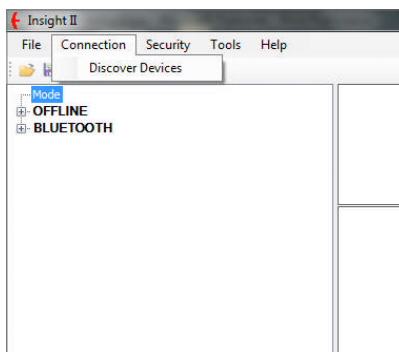 Insight II
File Connection Security Tools Help
Discover Devices
Mode
OFFLINE
BLUETOOTH